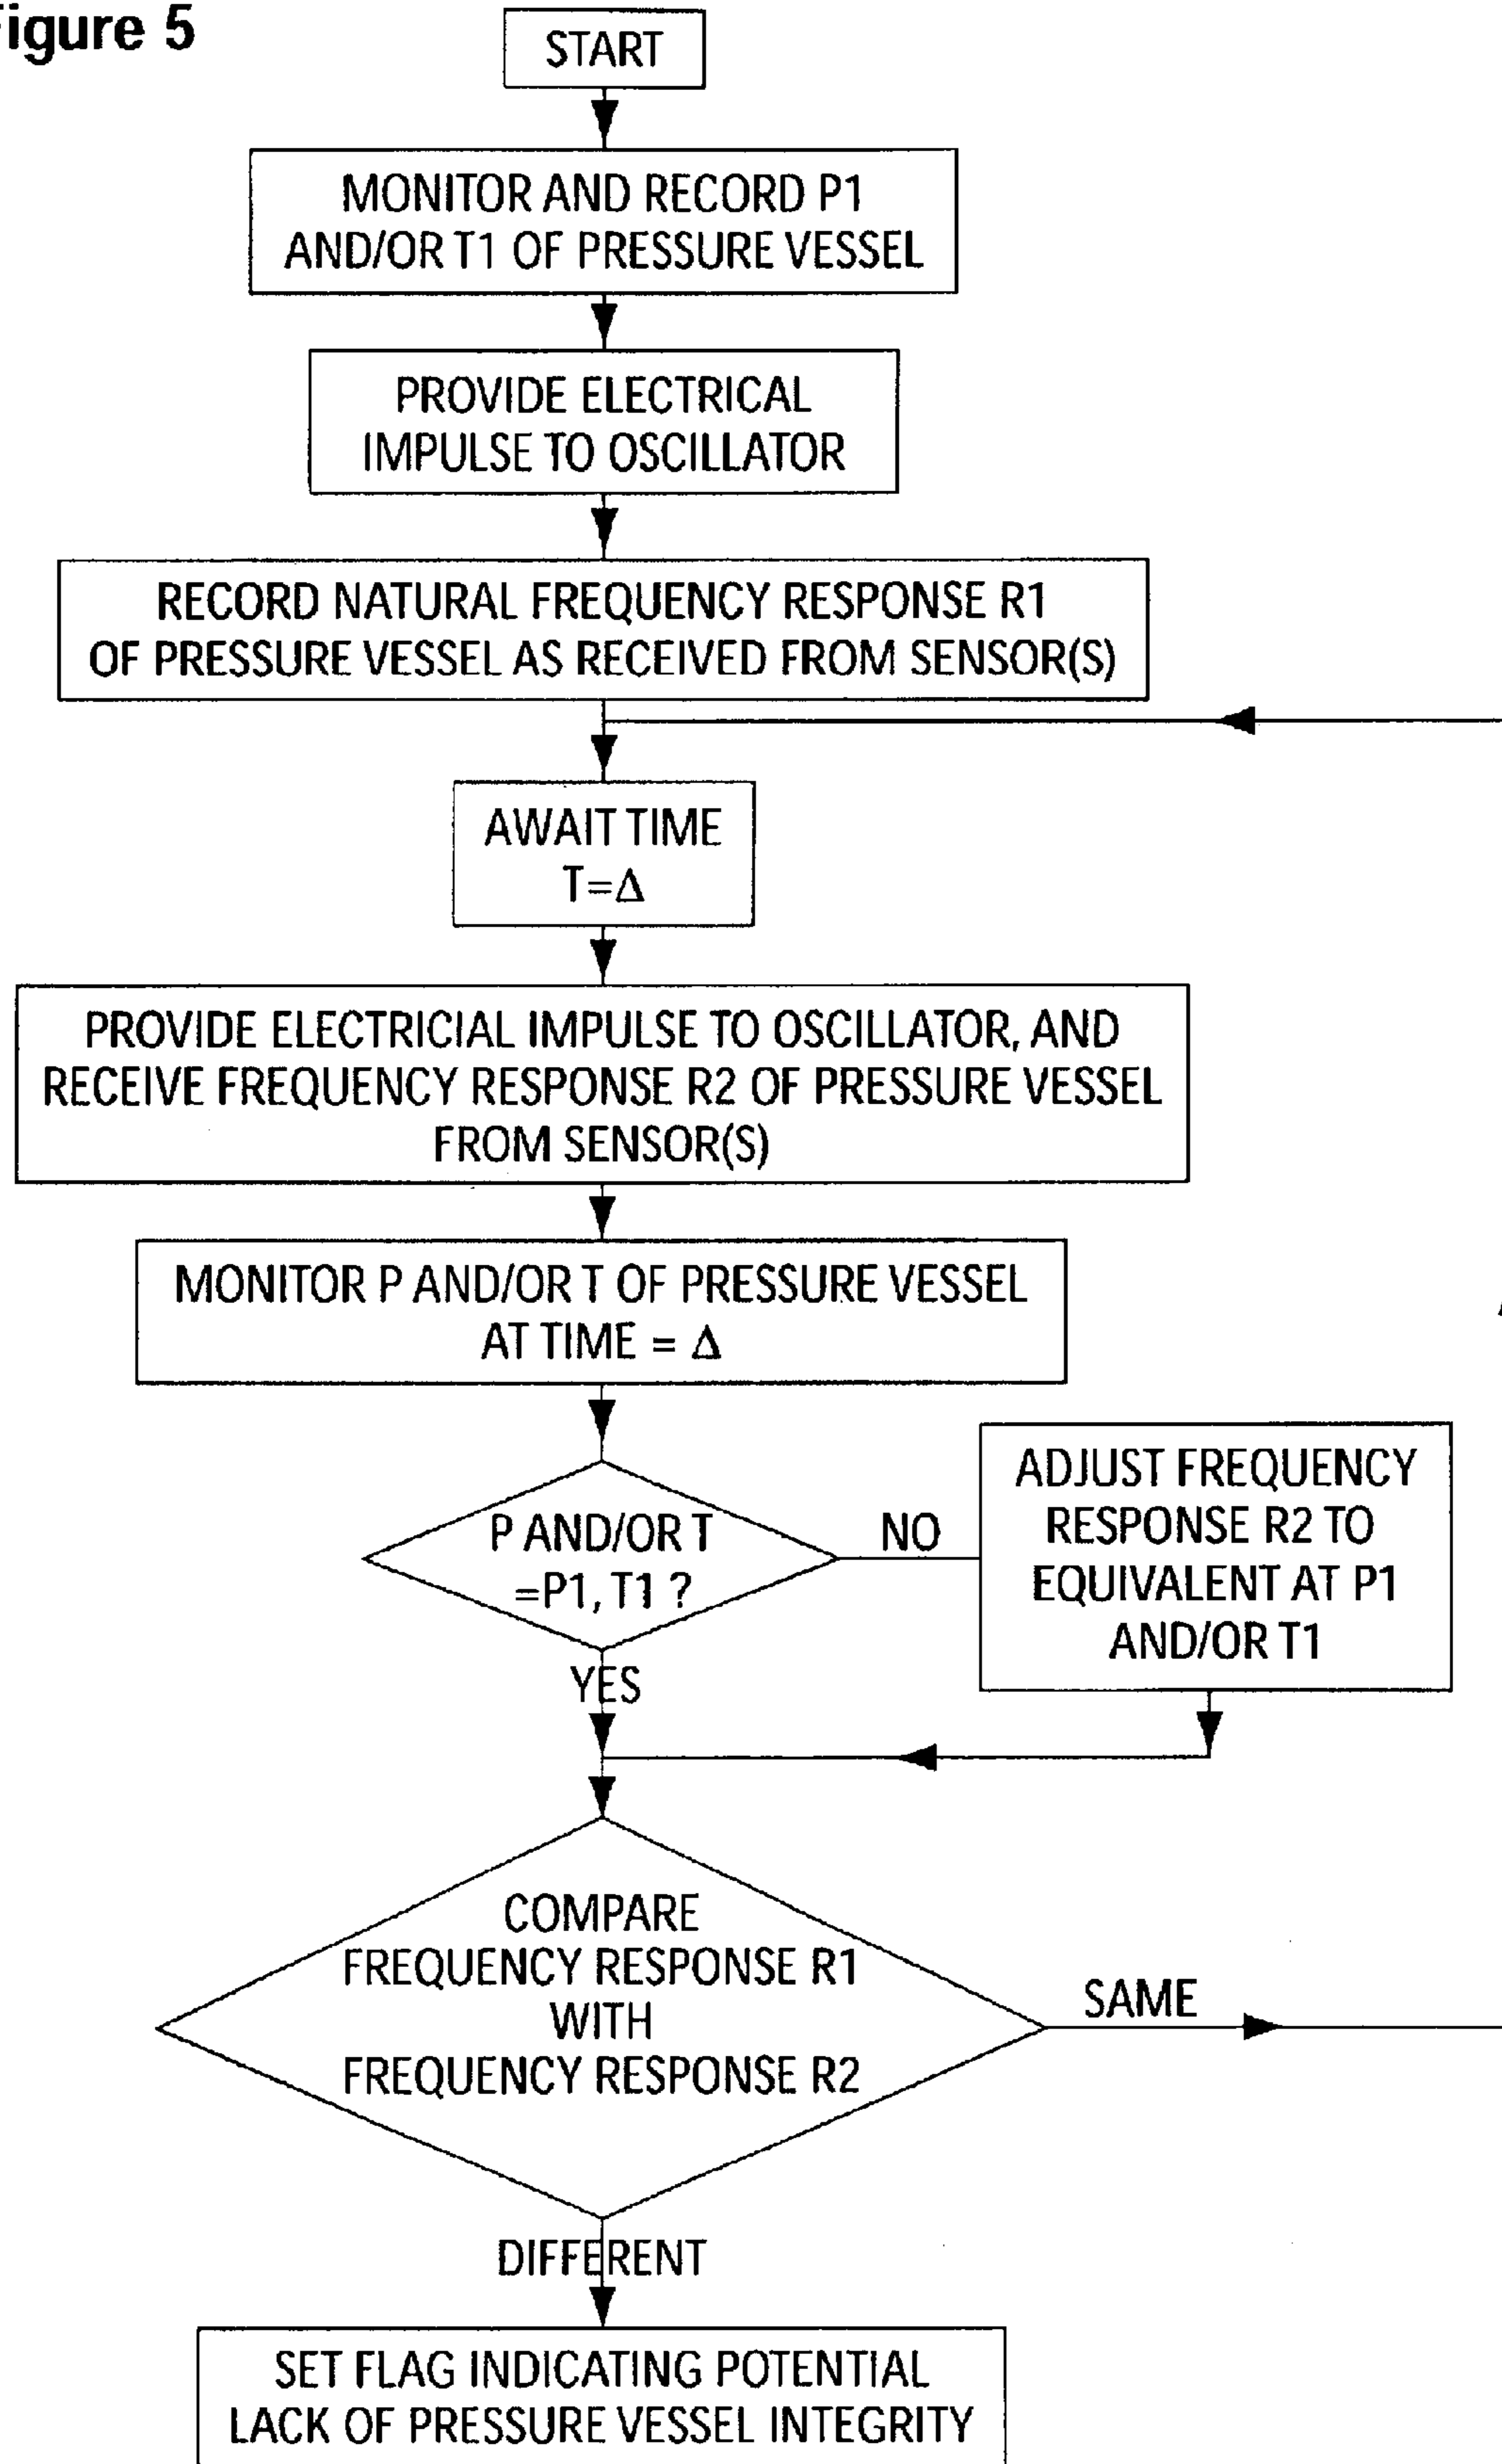 Figure 5
START
MONITOR AND RECORD P1
AND/OR T1 OF PRESSURE VESSEL
PROVIDE ELECTRICAL
IMPULSE TO OSCILLATOR
RECORD NATURAL FREQUENCY RESPONSE R1
OF PRESSURE VESSEL AS RECEIVED FROM SENSOR(S)
AWAIT TIME
T=Δ
PROVIDE ELECTRICIAL IMPULSE TO OSCILLATOR, AND
RECEIVE FREQUENCY RESPONSE R2 OF PRESSURE VESSEL
FROM SENSOR(S)
MONITOR P AND/OR T OF PRESSURE VESSEL
AT TIME = Δ
P AND/OR T
=P1, T1 ?
NO
ADJUST FREQUENCY
RESPONSE R2 TO
EQUIVALENT AT P1
AND/OR T1
YES
COMPARE
FREQUENCY RESPONSE R1
WITH
FREQUENCY RESPONSE R2
SAME
DIFFERENT
SET FLAG INDICATING POTENTIAL
LACK OF PRESSURE VESSEL INTEGRITY